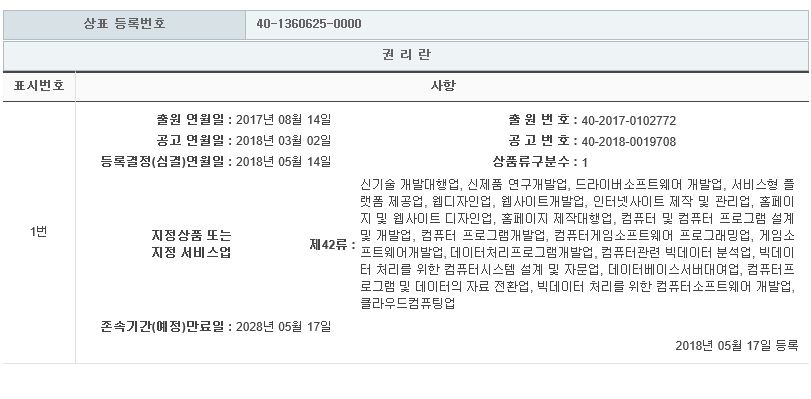 상표 등록번호 40-1360625-0000
권 리 란
표시번호 사항
출원 연월일 : 2017년 08월 14일 출 원 번 호 : 40-2017-0102772
공고 연월일 : 2018년 03월 02일 공 고 번 호 : 40-2018-0019708
등록결정(심결)연월일 : 2018년 05월 14일 상품류구분수 : 1
1번
지정상품 또는
지정 서비스업
제42류 :
신기술 개발대행업, 신제품 연구개발업, 드라이버소프트웨어 개발업, 서비스형 플
랫폼 제공업, 웹디자인업, 웹사이트개발업, 인터넷사이트 제작 및 관리업, 홈페이
지 및 웹사이트 디자인업, 홈페이지 제작대행업, 컴퓨터 및 컴퓨터 프로그램 설계
및 개발업, 컴퓨터 프로그램개발업, 컴퓨터게임소프트웨어 프로그래밍업, 게임소
프트웨어개발업, 데이터처리프로그램개발업, 컴퓨터관련 빅데이터 분석업, 빅데이
터 처리를 위한 컴퓨터시스템 설계 및 자문업, 데이터베이스서버대여업, 컴퓨터프
로그램 및 데이터의 자료 전환업, 빅데이터 처리를 위한 컴퓨터소프트웨어 개발업,
클라우드컴퓨팅업
존속기간(예정)만료일 : 2028년 05월 17일
2018년 05월 17일 등록